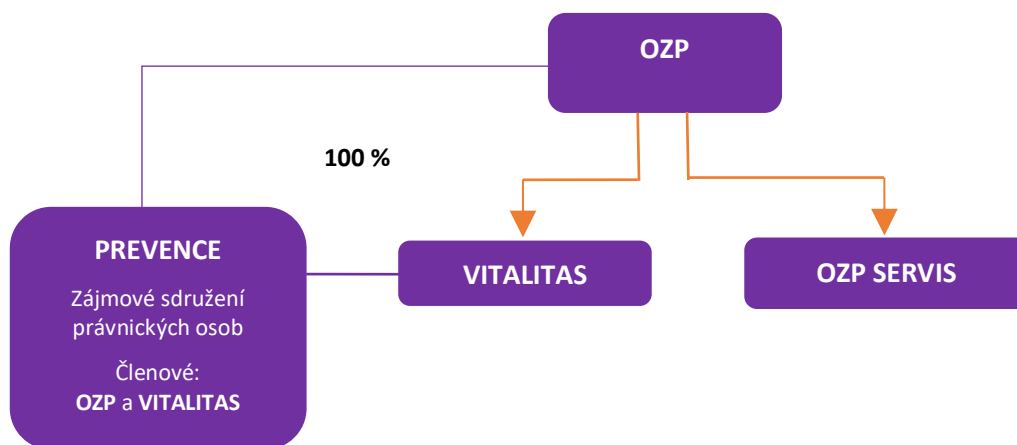 OZP
100 %
PREVENCE
Zájmové sdružení
právnických osob
Členové:
OZP a VITALITAS
VITALITAS
OZP SERVIS